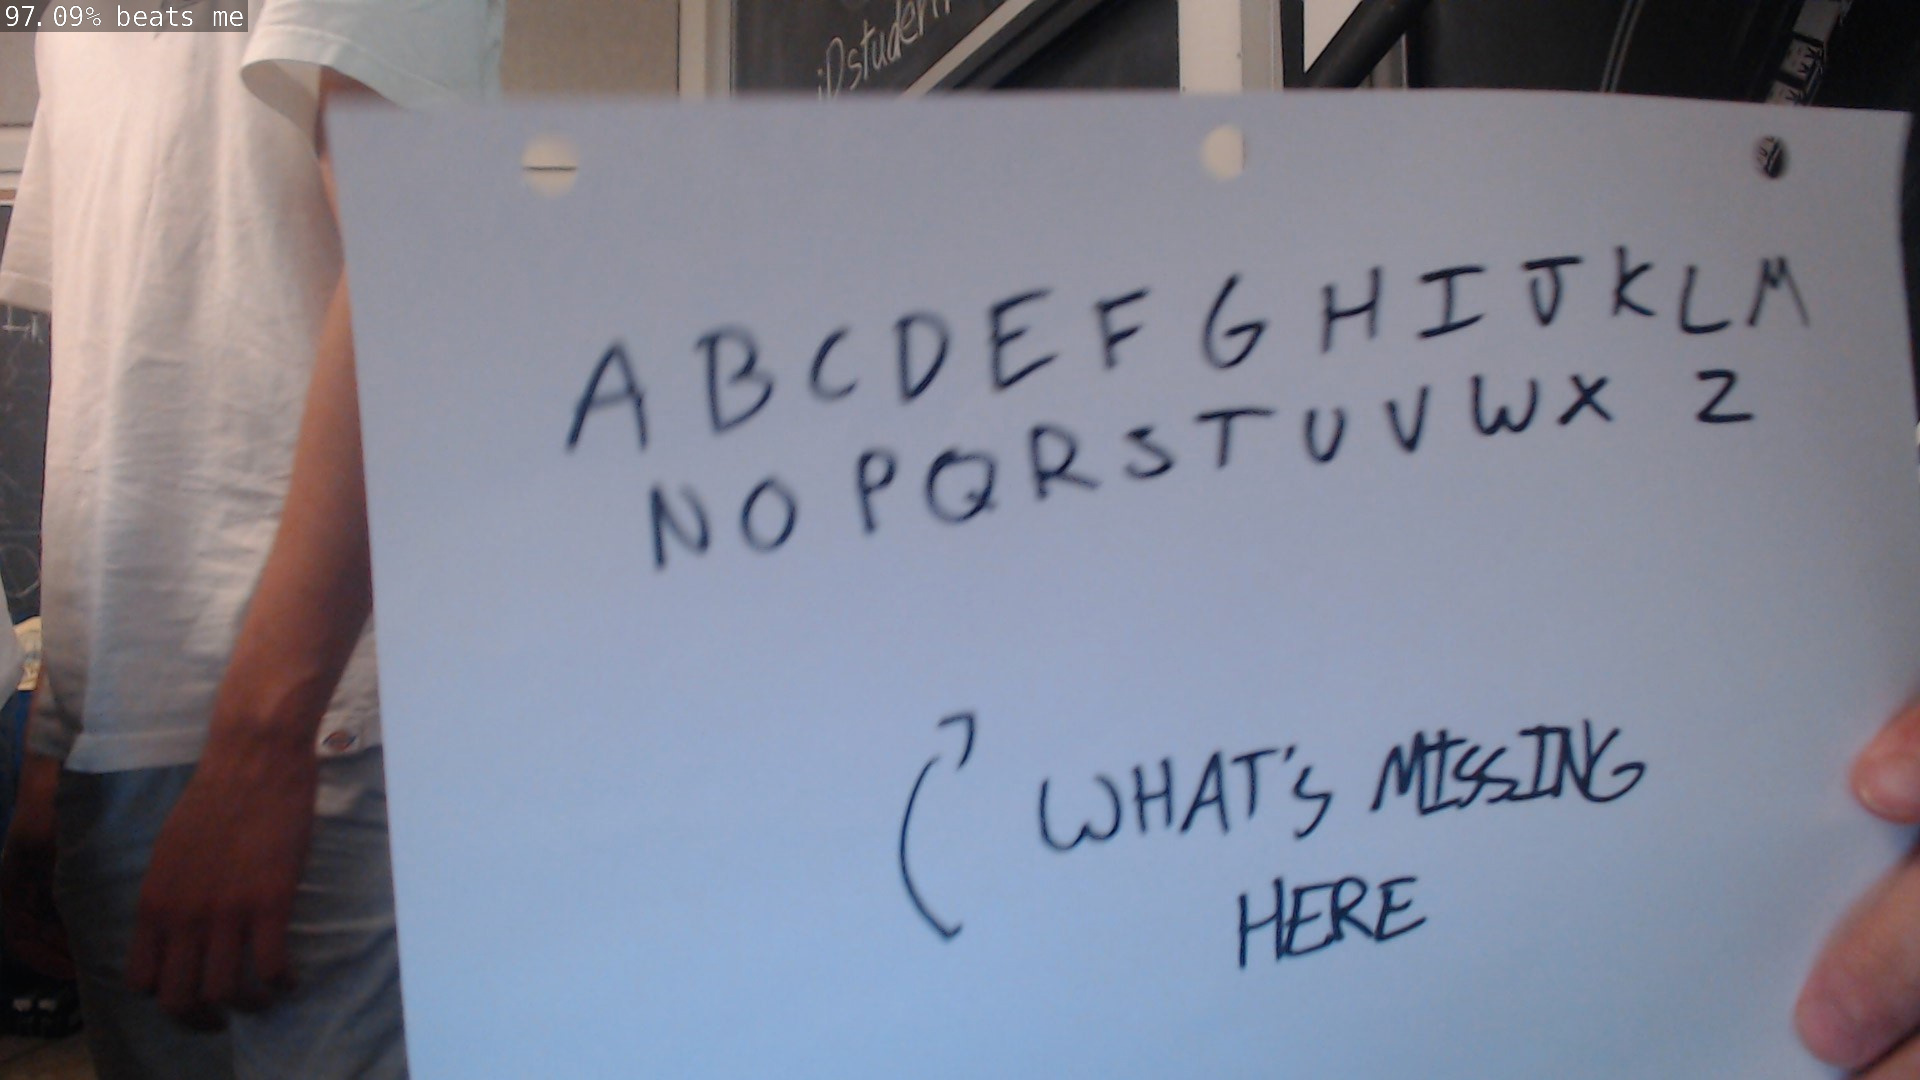 97.09% beats me
iDstudent
A B C D E F G H I J K L M
N O P Q R S T U V W X Z
WHAT'S MISSING
HERE